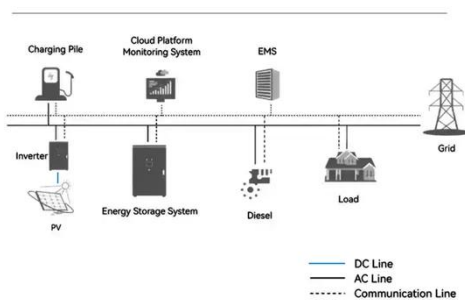 Charging Pile
Cloud Platform
Monitoring System
EMS
Grid
Inverter
PV
Energy Storage System
Diesel
Load
DC Line
AC Line
Communication Line